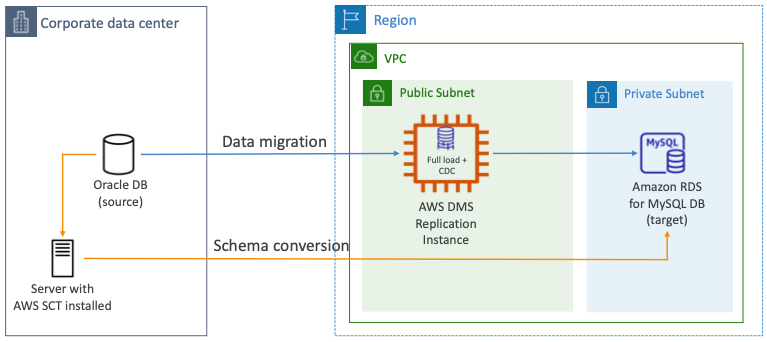 Corporate data center
Region
VPC
Public Subnet
Private Subnet
Data migration
Full load +
CDC
MySQL
Oracle DB
(source)
AWS DMS
Replication
Instance
Amazon RDS
for MySQL DB
(target)
Schema conversion
Server with
AWS SCT installed